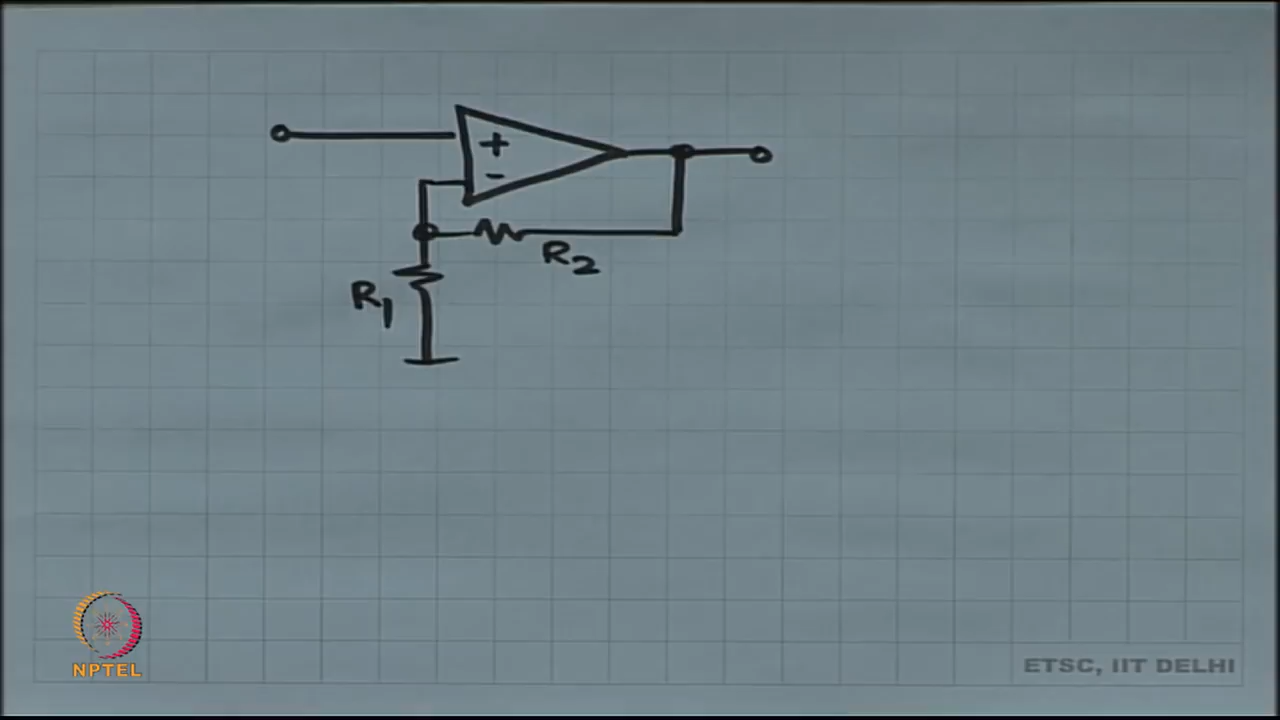 +
-
R2
R1
NPTEL
ETSC, IIT DELHI